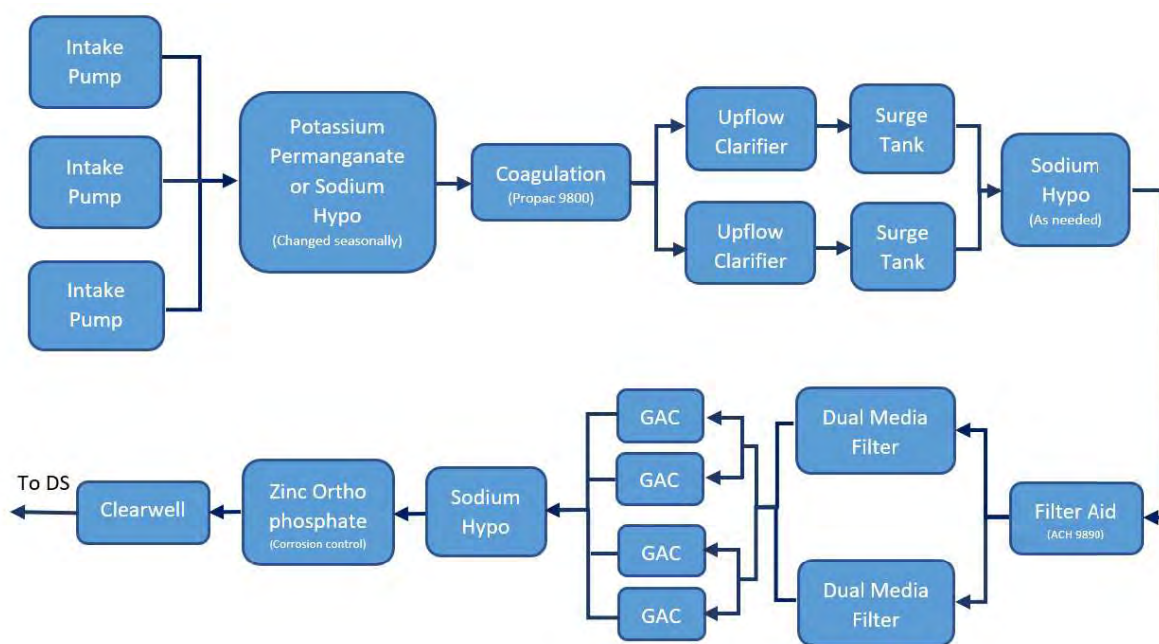 Intake
Pump
Intake
Pump
Intake
Pump
Potassium
Permanganate
or Sodium
Hypo
(Changed seasonally)
Coagulation
(Propac 9800)
Upflow
Clarifier
Surge
Tank
Upflow
Clarifier
Surge
Tank
Sodium
Hypo
(As needed)
Filter Aid
(ACH 9890)
Dual Media
Filter
Dual Media
Filter
GAC
GAC
GAC
GAC
Sodium
Hypo
Zinc Ortho
phosphate
(Corrosion control)
Clearwell
To DS